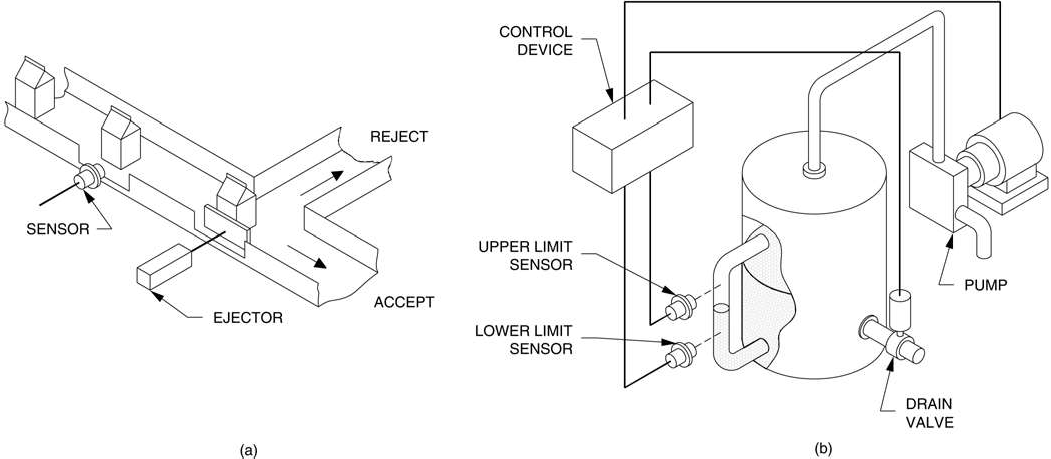 REJECT
SENSOR
ACCEPT
EJECTOR
(a)
CONTROL
DEVICE
UPPER LIMIT
SENSOR
PUMP
LOWER LIMIT
SENSOR
DRAIN
VALVE
(b)